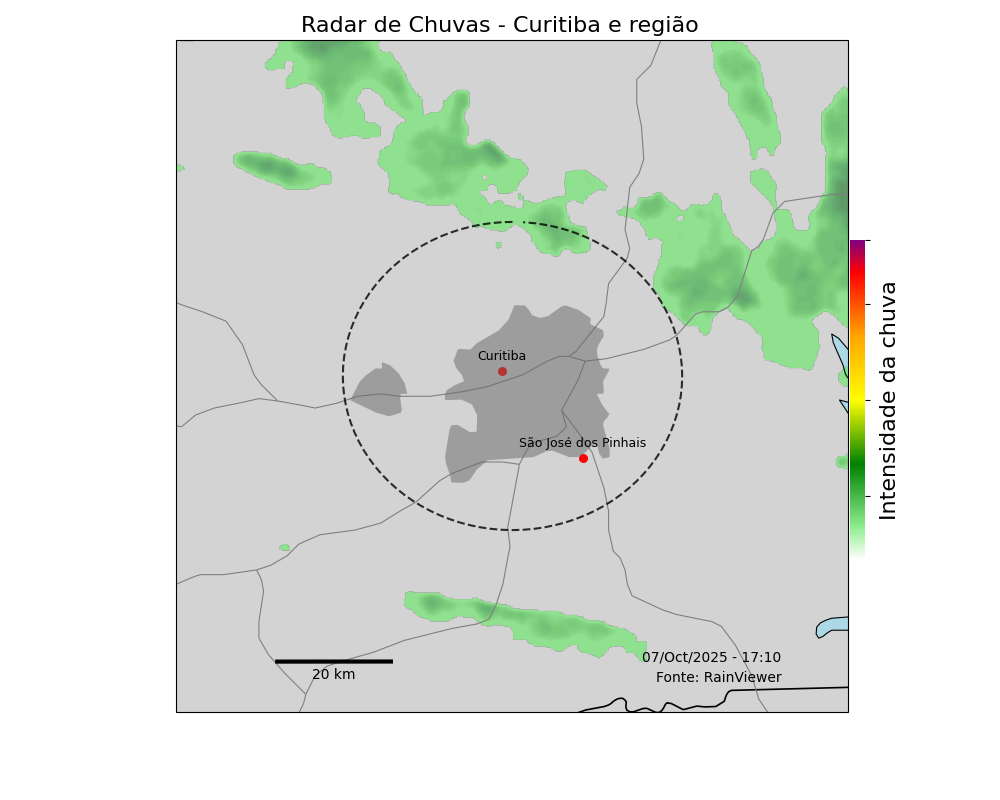 Radar de Chuvas - Curitiba e região
Curitiba
São José dos Pinhais
Intensidade da chuva
07/Oct/2025 - 17:10
20 km
Fonte: RainViewer